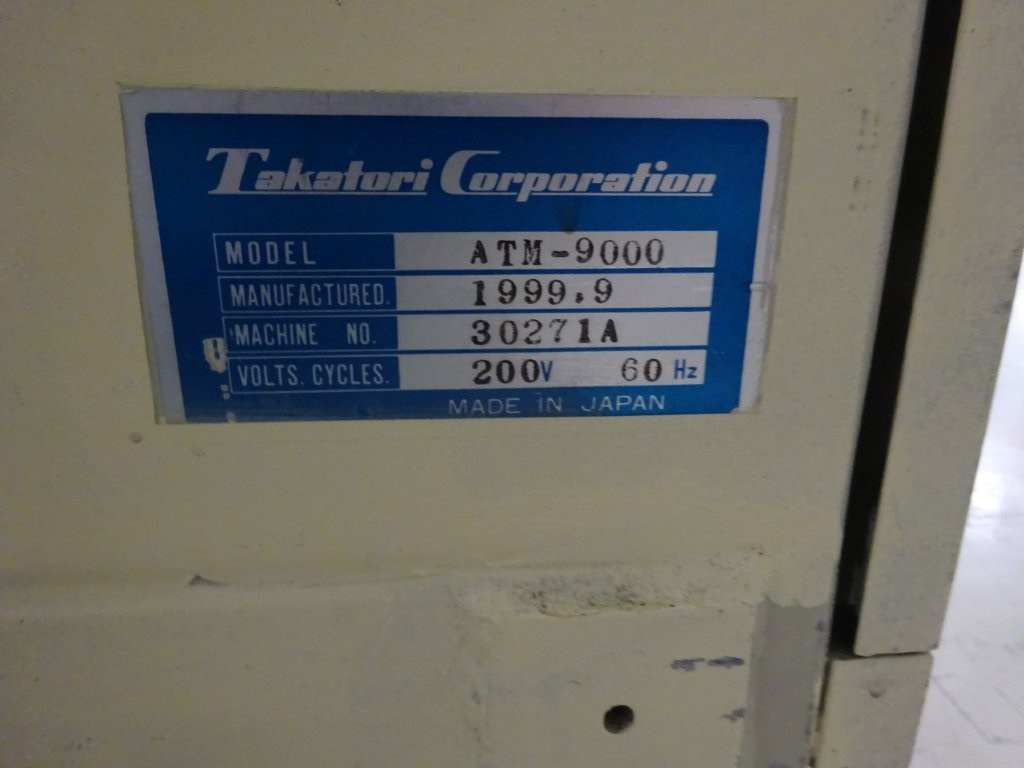 Takatori Corporation
MODEL ATM-9000
MANUFACTURED. 1999.9
MACHINE NO. 30271A
VOLTS. CYCLES. 200V 60 Hz
MADE IN JAPAN